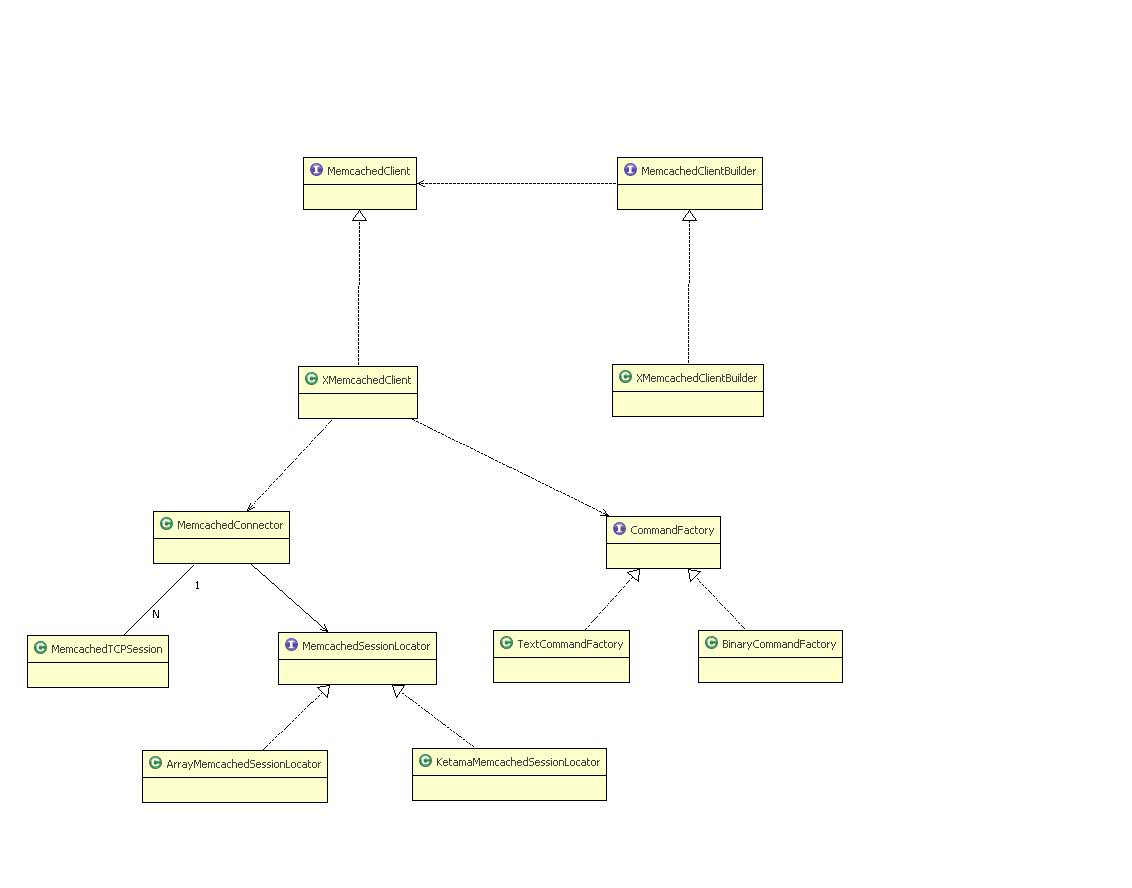 I MemcachedClient
I MemcachedClientBuilder
C XMemcachedClient
C XMemcachedClientBuilder
C MemcachedConnector
I CommandFactory
1
N
C MemcachedTCPSession
I MemcachedSessionLocator
C TextCommandFactory
C BinaryCommandFactory
C ArrayMemcachedSessionLocator
C KetamaMemcachedSessionLocator